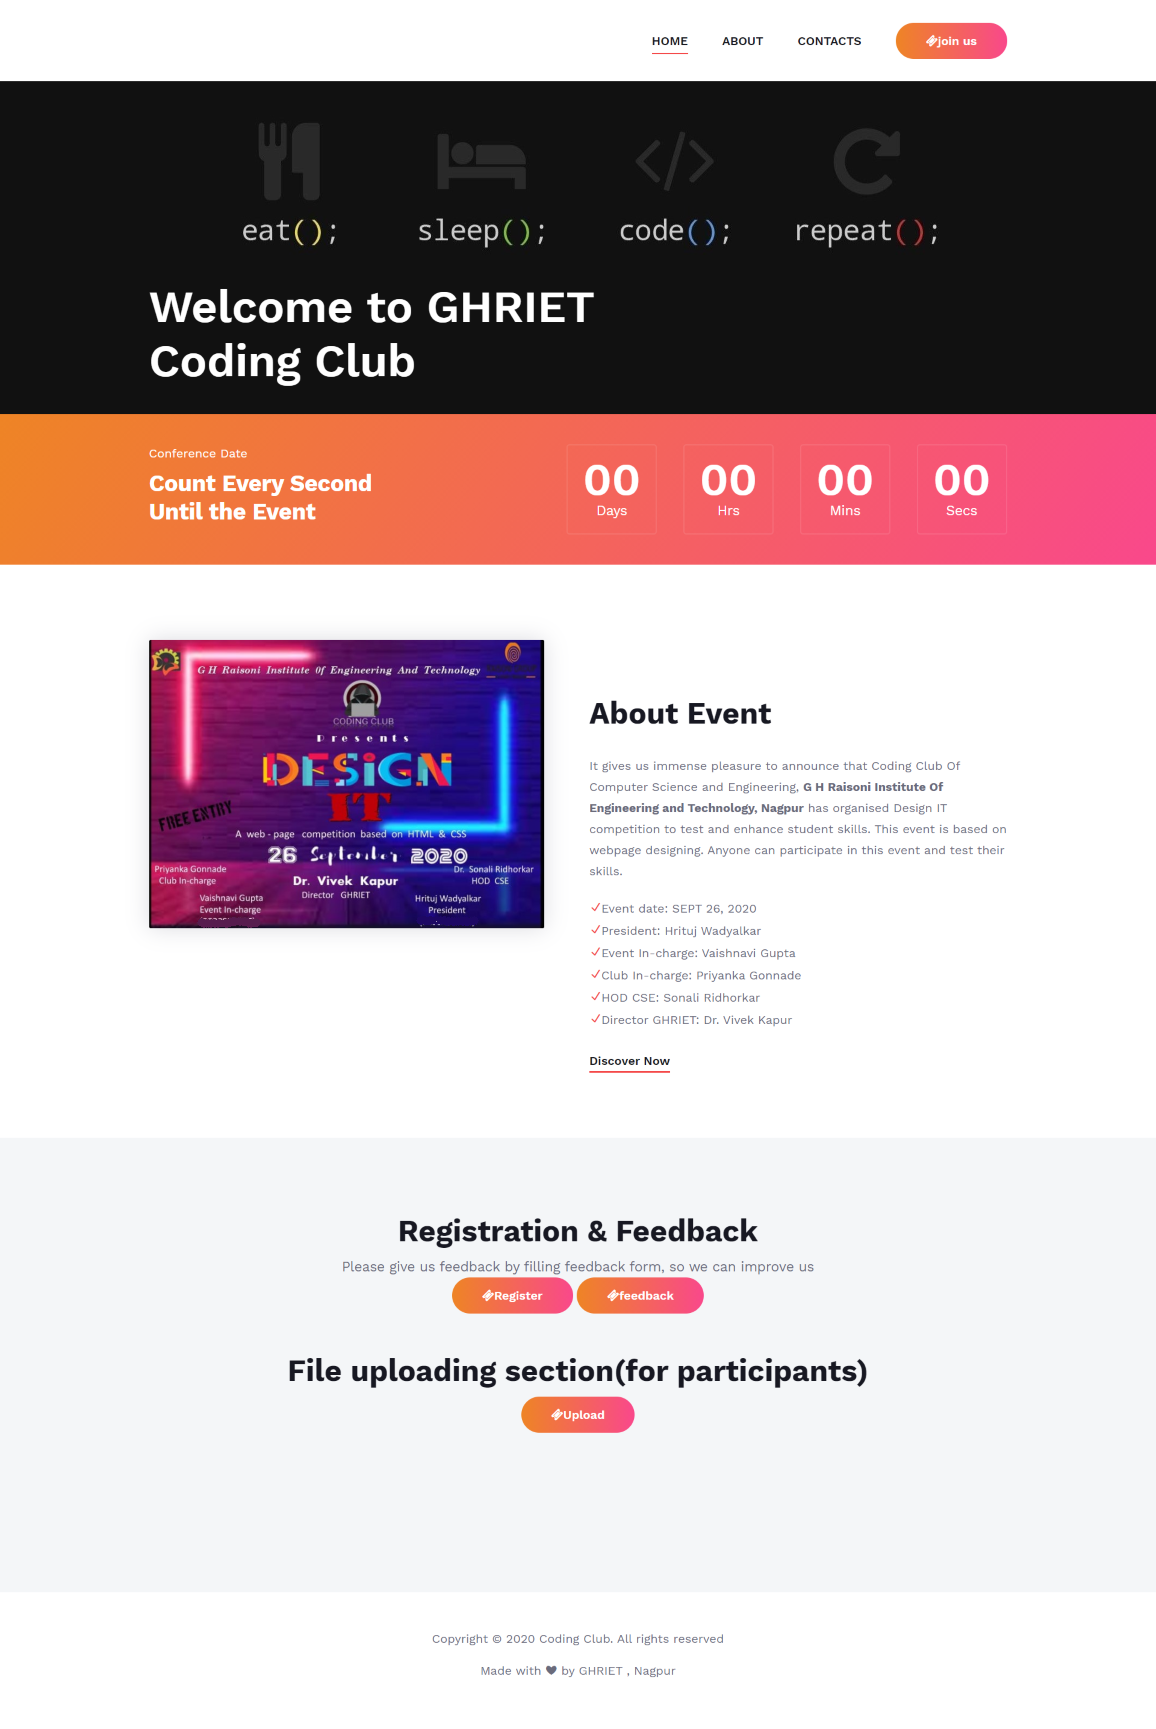 HOME ABOUT CONTACTS join us
eat(); sleep(); code(); repeat();
Welcome to GHRIET
Coding Club
Conference Date
Count Every Second
Until the Event
00 00 00 00
Days Hrs Mins Secs
G H Raisoni Institute Of Engineering And Technology
CODING CLUB
Presents
DESIGN
IT
FREE ENTRY
A web-page competition based on HTML & CSS
26 September 2020
Priyanka Gonnade
Club In-charge
Dr. Vivek Kapur
Director GHRIET
Dr. Sonali Ridhorkar
HOD CSE
Vaishnavi Gupta
Event In-charge
Hrituj Wadyalkar
President
About Event
It gives us immense pleasure to announce that Coding Club Of
Computer Science and Engineering, G H Raisoni Institute Of
Engineering and Technology, Nagpur has organised Design IT
competition to test and enhance student skills. This event is based on
webpage designing. Anyone can participate in this event and test their
skills.
Event date: SEPT 26, 2020
President: Hrituj Wadyalkar
Event In-charge: Vaishnavi Gupta
Club In-charge: Priyanka Gonnade
HOD CSE: Sonali Ridhorkar
Director GHRIET: Dr. Vivek Kapur
Discover Now
Registration & Feedback
Please give us feedback by filling feedback form, so we can improve us
Register feedback
File uploading section(for participants)
Upload
Copyright © 2020 Coding Club. All rights reserved
Made with ♥ by GHRIET , Nagpur